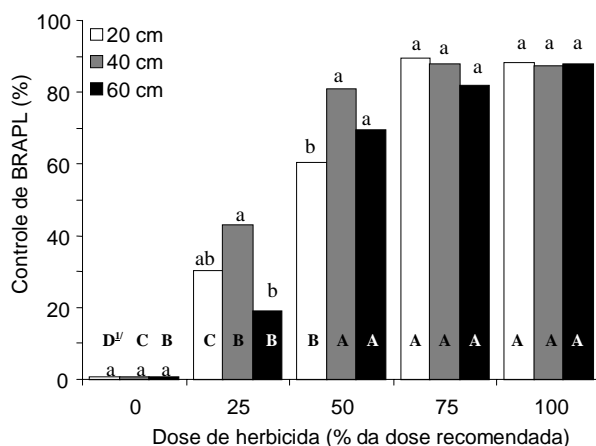 100
80
60
40
20
0
Controle de BRAPL (%)
20 cm
40 cm
60 cm
a a a
a a a
a
a
b
a
ab
b
D1/ C B
C B B
B A A
A A A
A A A
a a a
0 25 50 75 100
Dose de herbicida (% da dose recomendada)